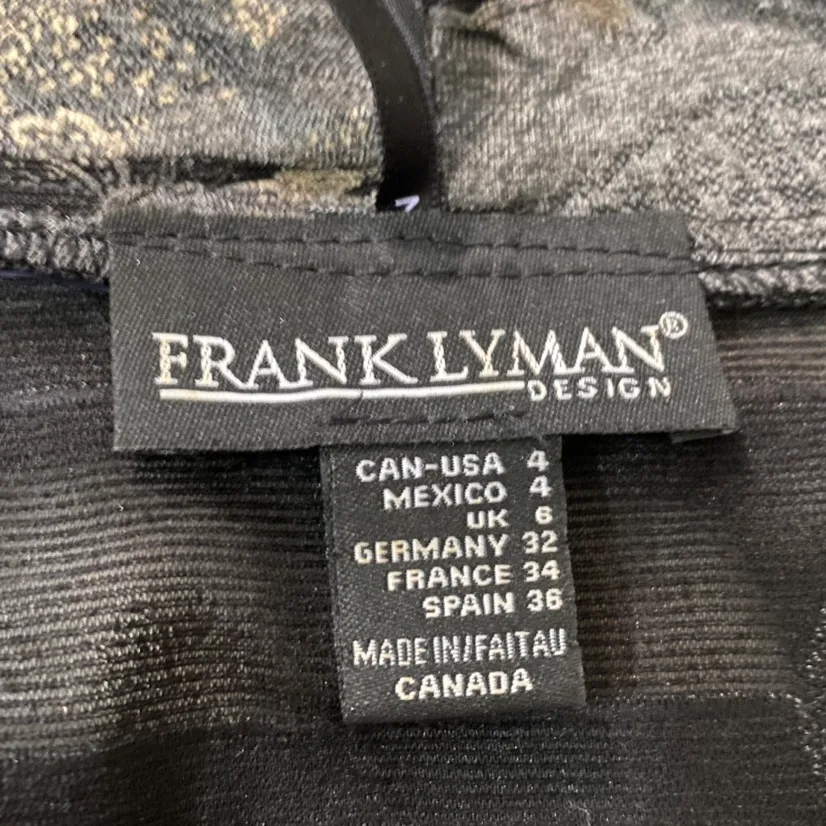 FRANK LYMAN®
DESIGN
CAN-USA 4
MEXICO 4
UK 6
GERMANY 32
FRANCE 34
SPAIN 36
MADE IN/FAIT AU
CANADA